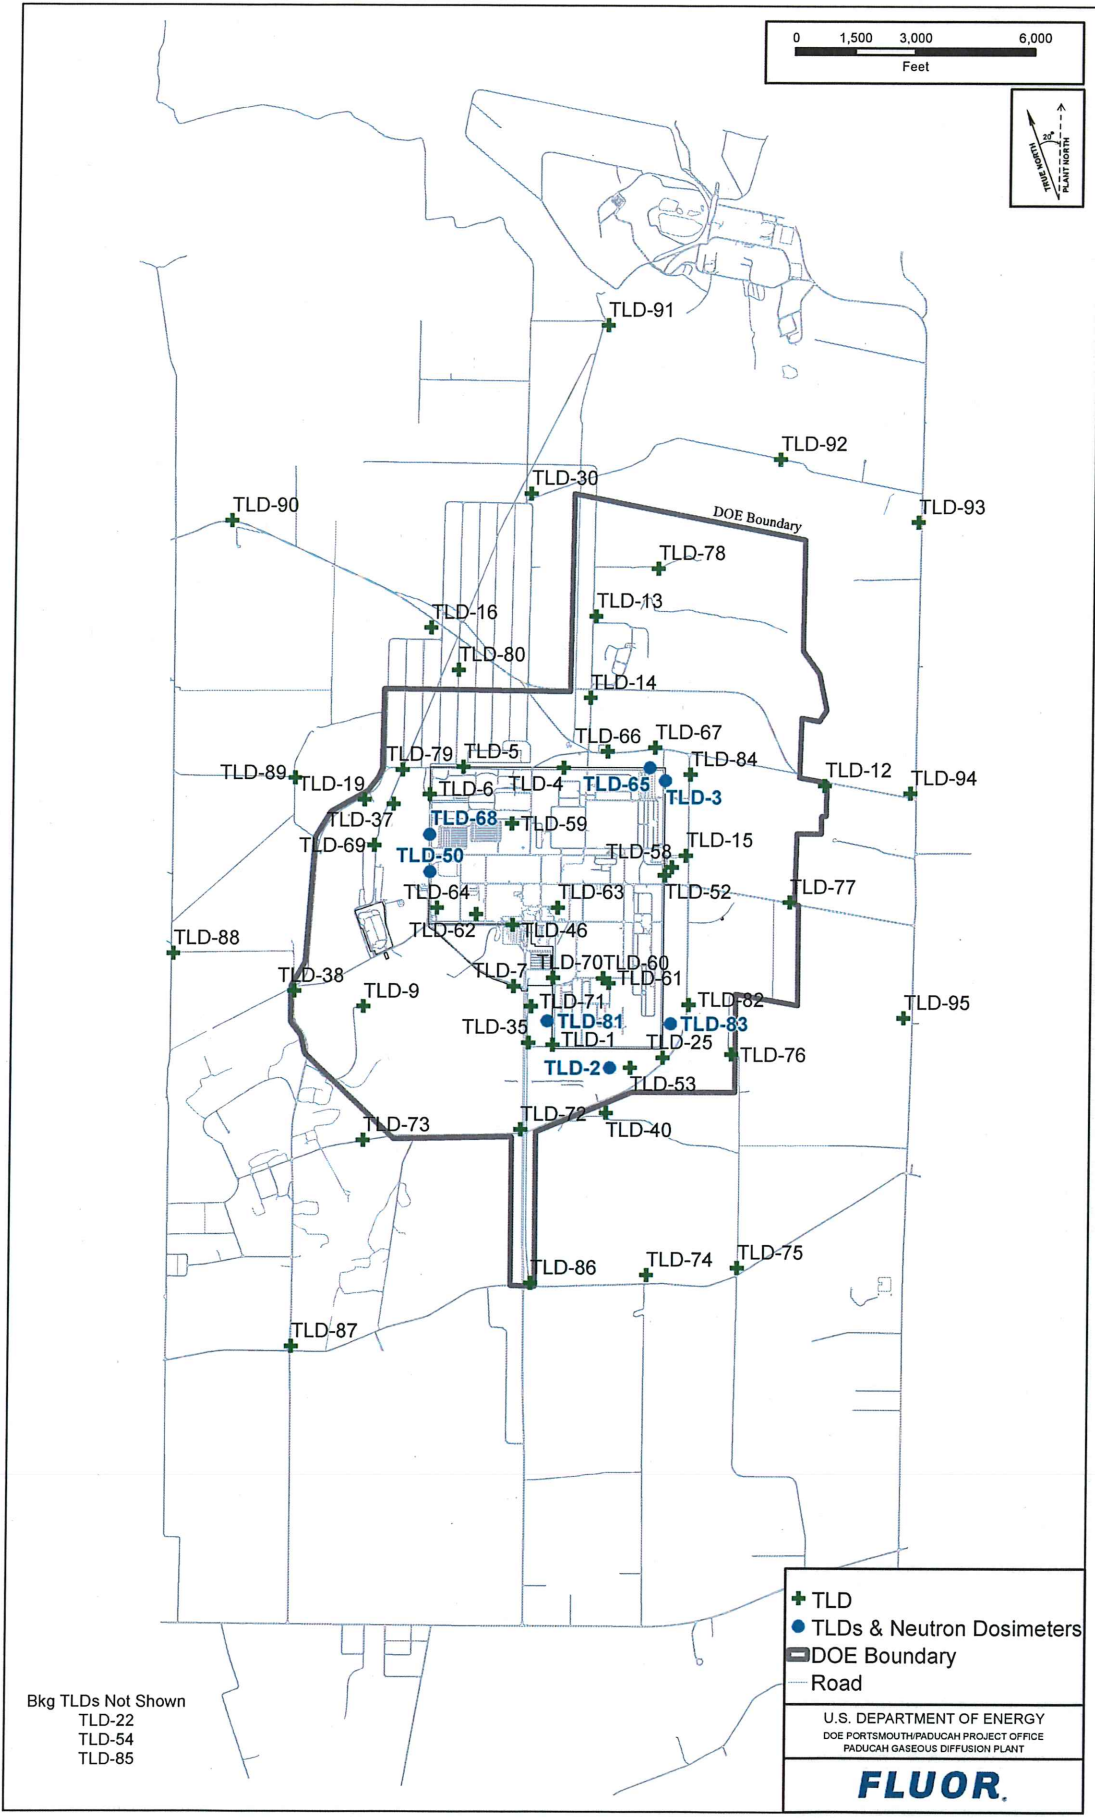 0 1,500 3,000 6,000
Feet
20°
TRUE NORTH
PLANT NORTH
TLD-91
TLD-92
TLD-30
TLD-90
TLD-93
DOE Boundary
TLD-78
TLD-13
TLD-16
TLD-80
TLD-14
TLD-66
TLD-67
TLD-79
TLD-5
TLD-84
TLD-89
TLD-19
TLD-6
TLD-4
TLD-65
TLD-3
TLD-12
TLD-94
TLD-37
TLD-68
TLD-59
TLD-69
TLD-50
TLD-58
TLD-15
TLD-64
TLD-63
TLD-52
TLD-77
TLD-62
TLD-46
TLD-88
TLD-38
TLD-7
TLD-70
TLD-60
TLD-61
TLD-9
TLD-71
TLD-82
TLD-95
TLD-35
TLD-81
TLD-83
TLD-1
TLD-25
TLD-76
TLD-2
TLD-53
TLD-73
TLD-72
TLD-40
TLD-86
TLD-74
TLD-75
TLD-87
TLD
TLDs & Neutron Dosimeters
DOE Boundary
Road
Bkg TLDs Not Shown
TLD-22
TLD-54
TLD-85
U.S. DEPARTMENT OF ENERGY
DOE PORTSMOUTH/PADUCAH PROJECT OFFICE
PADUCAH GASEOUS DIFFUSION PLANT
FLUOR.